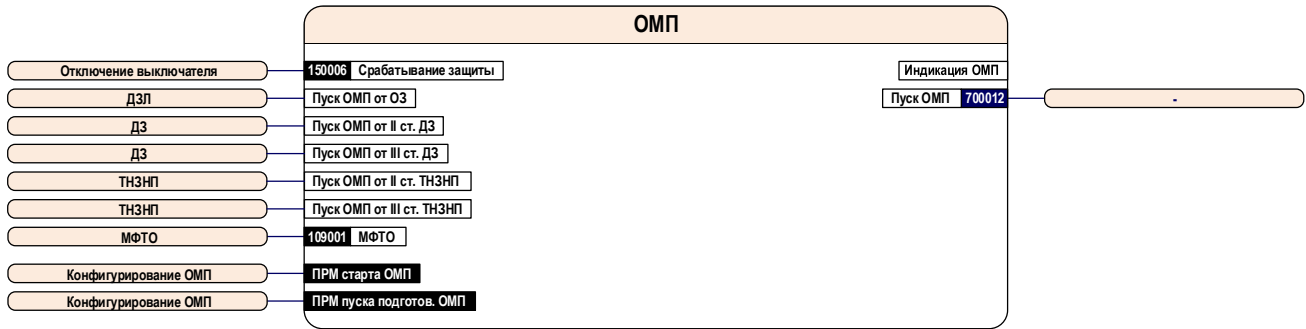 ОМП
Отключение выключателя 150006 Срабатывание защиты Индикация ОМП
ДЗЛ Пуск ОМП от ОЗ Пуск ОМП 700012 -
ДЗ Пуск ОМП от II ст. ДЗ
ДЗ Пуск ОМП от III ст. ДЗ
ТНЗНП Пуск ОМП от II ст. ТНЗНП
ТНЗНП Пуск ОМП от III ст. ТНЗНП
МФТО 109001 МФТО
Конфигурирование ОМП ПРМ старта ОМП
Конфигурирование ОМП ПРМ пуска подготов. ОМП